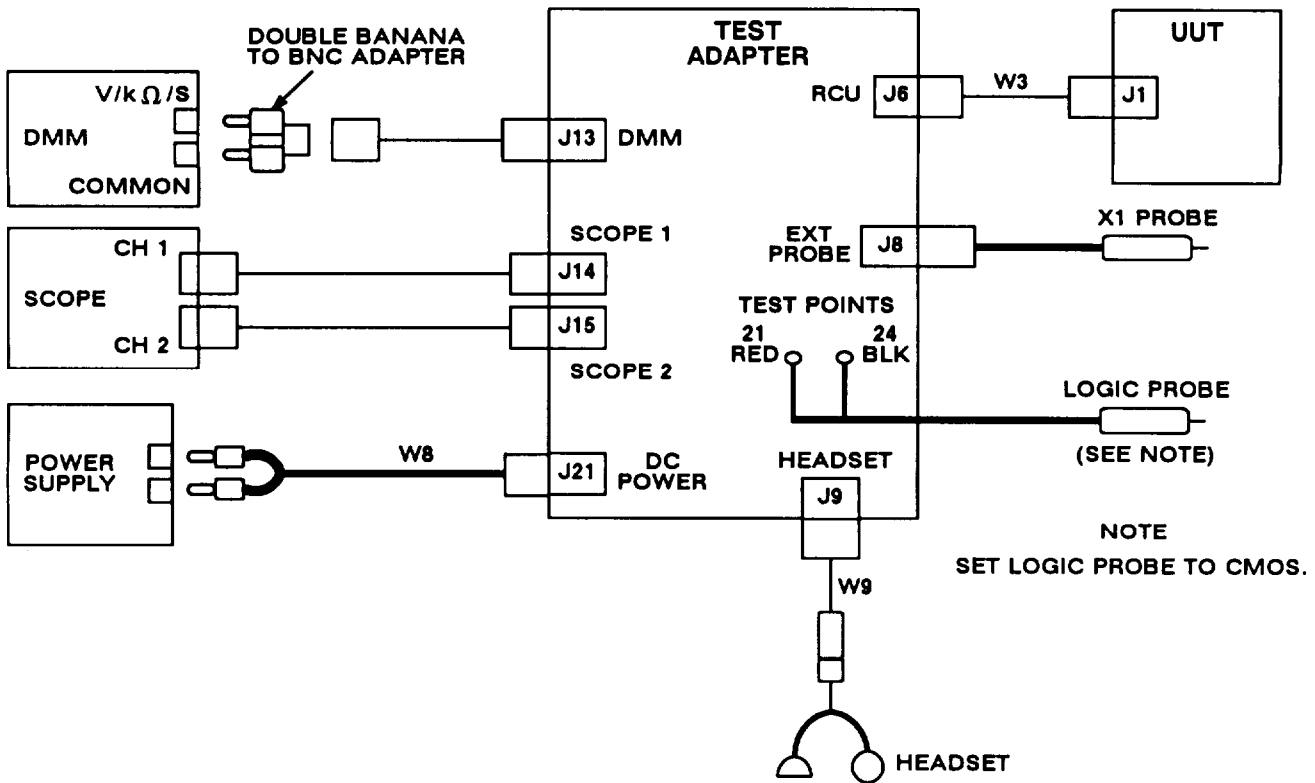 DOUBLE BANANA
TO BNC ADAPTER
TEST
ADAPTER
UUT
V/kΩ/S
DMM
COMMON
J13
DMM
RCU
J6
W3
J1
CH 1
SCOPE
CH 2
SCOPE 1
J14
J15
SCOPE 2
EXT
PROBE
J8
X1 PROBE
TEST POINTS
21
RED
24
BLK
LOGIC PROBE
(SEE NOTE)
POWER
SUPPLY
W8
J21
DC
POWER
HEADSET
J9
W9
HEADSET
NOTE
SET LOGIC PROBE TO CMOS.